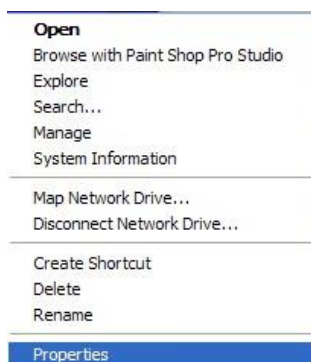 Open
Browse with Paint Shop Pro Studio
Explore
Search...
Manage
System Information
Map Network Drive...
Disconnect Network Drive...
Create Shortcut
Delete
Rename
Properties